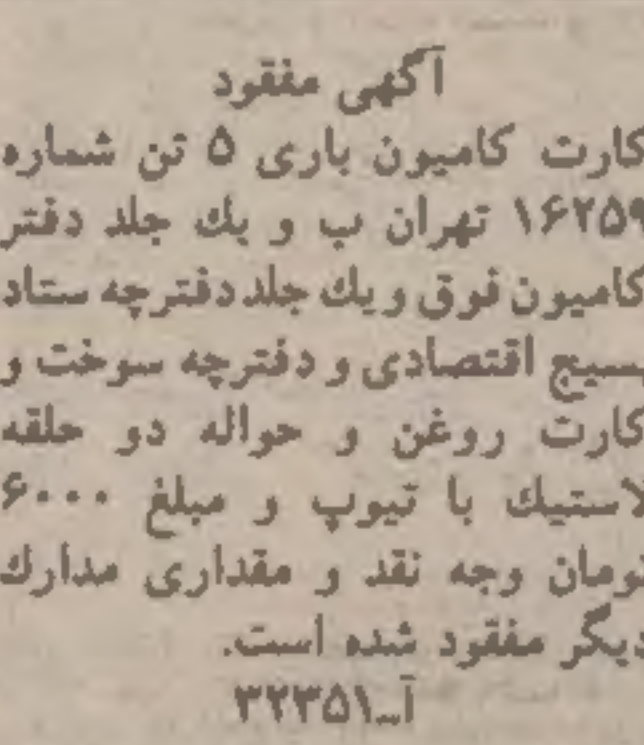 آگهی مفقود
کارت کامیون باری ۵ تن شماره
۱۶۲۵۹ تهران ب و یك جلد دفتر
کامیون فوق و یك جلد دفترچه ستاد
بسیج اقتصادی و دفترچه سوخت و
کارت روغن و حواله دو حلقه
لاستیك با تیوپ و مبلغ ۶۰۰۰
تومان وجه نقد و مقداری مدارك
دیگر مفقود شده است.
آ_۳۲۳۵۱